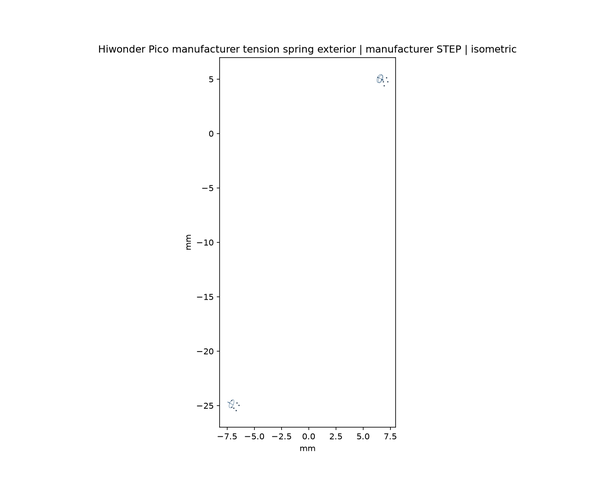 Hiwonder Pico manufacturer tension spring exterior | manufacturer STEP | isometric
5
0
−5
−10
−15
−20
−25
mm
−7.5 −5.0 −2.5 0.0 2.5 5.0 7.5
mm